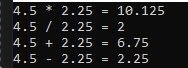 4.5 * 2.25 = 10.125
4.5 / 2.25 = 2
4.5 + 2.25 = 6.75
4.5 - 2.25 = 2.25